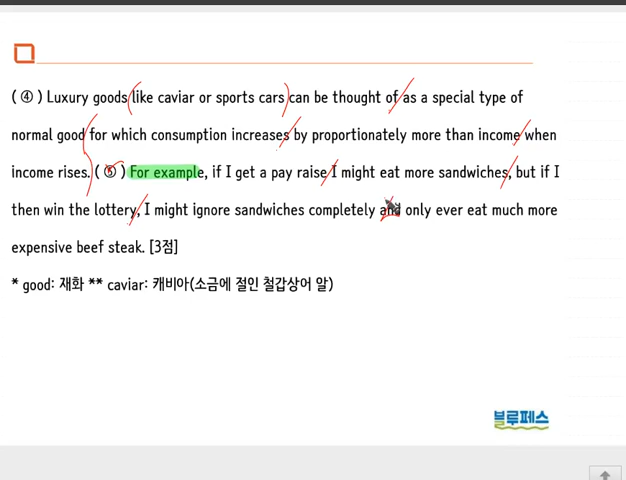 ( ④ ) Luxury goods like caviar or sports cars can be thought of as a special type of
normal good for which consumption increases by proportionately more than income when
income rises. ( ⑤ ) For example, if I get a pay raise I might eat more sandwiches, but if I
then win the lottery, I might ignore sandwiches completely and only ever eat much more
expensive beef steak. [3점]
* good: 재화 ** caviar: 캐비아(소금에 절인 철갑상어 알)
블루페스